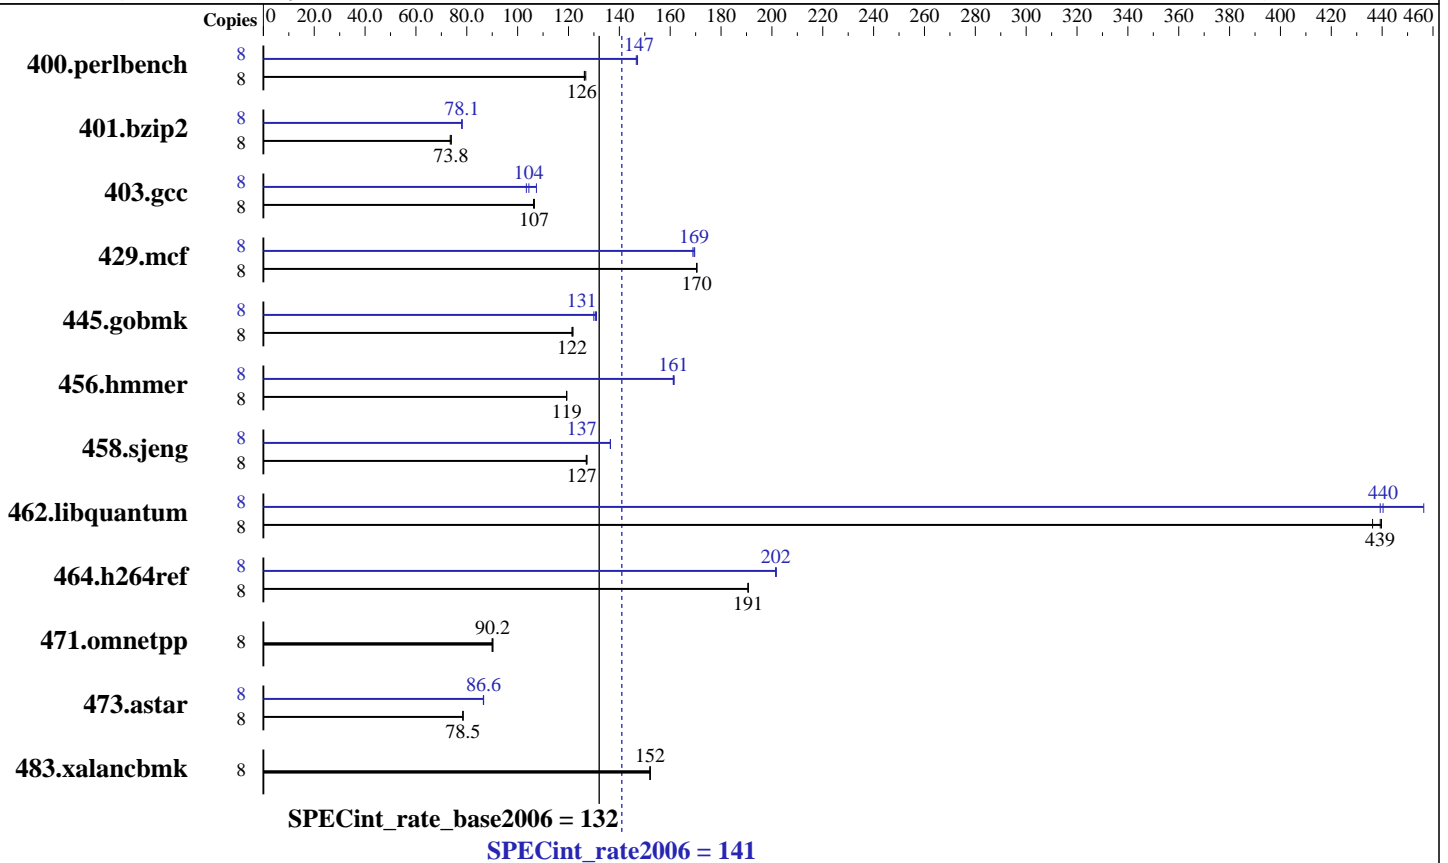 Copies 0 20.0 40.0 60.0 80.0 100 120 140 160 180 200 220 240 260 280 300 320 340 360 380 400 420 440 460
400.perlbench 8 147
8 126
401.bzip2 8 78.1
8 73.8
403.gcc 8 104
8 107
429.mcf 8 169
8 170
445.gobmk 8 131
8 122
456.hmmer 8 161
8 119
458.sjeng 8 137
8 127
462.libquantum 8 440
8 439
464.h264ref 8 202
8 191
471.omnetpp 8 90.2
473.astar 8 86.6
8 78.5
483.xalancbmk 8 152
SPECint_rate_base2006 = 132
SPECint_rate2006 = 141